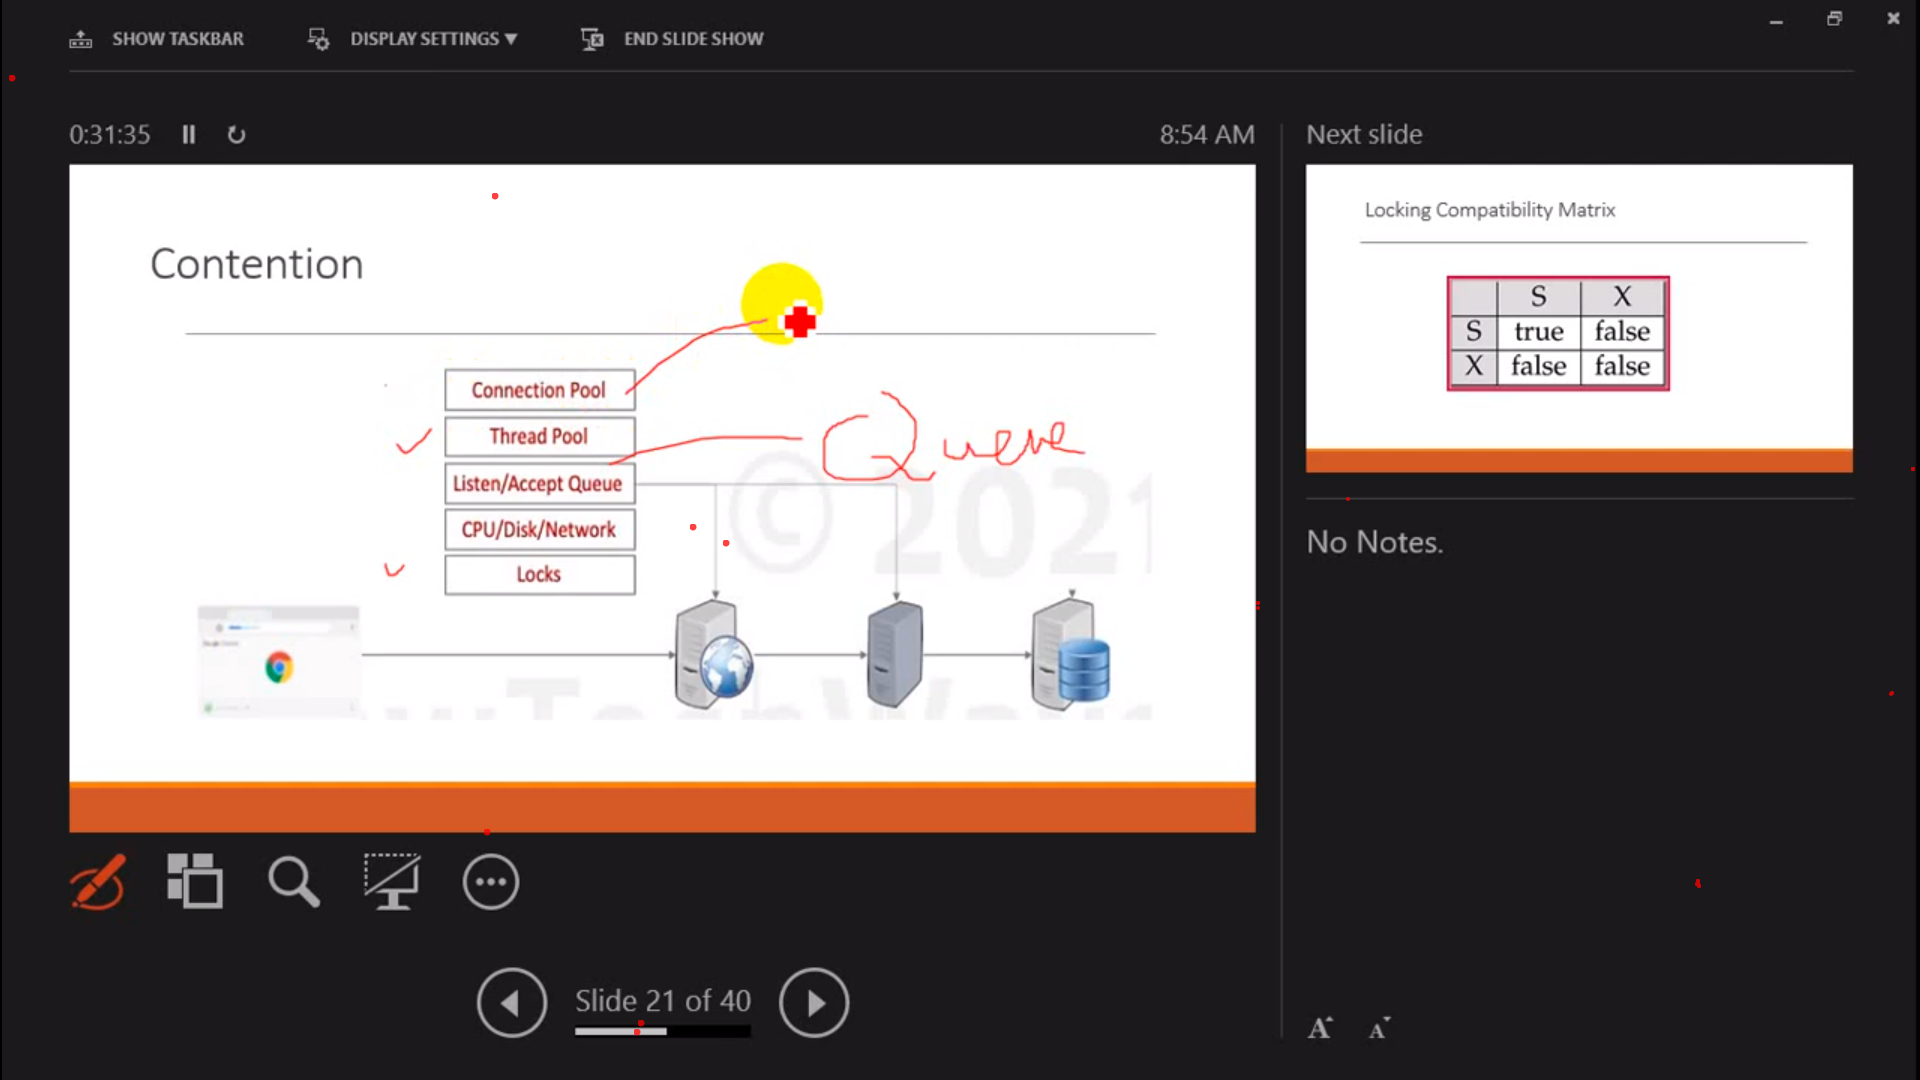 SHOW TASKBAR DISPLAY SETTINGS ▼ END SLIDE SHOW
0:31:35 8:54 AM
Contention
Connection Pool
Thread Pool
Listen/Accept Queue
CPU/Disk/Network
Locks
Queue
© 2021
Slide 21 of 40
Next slide
Locking Compatibility Matrix
S X
S true false
X false false
No Notes.
A A